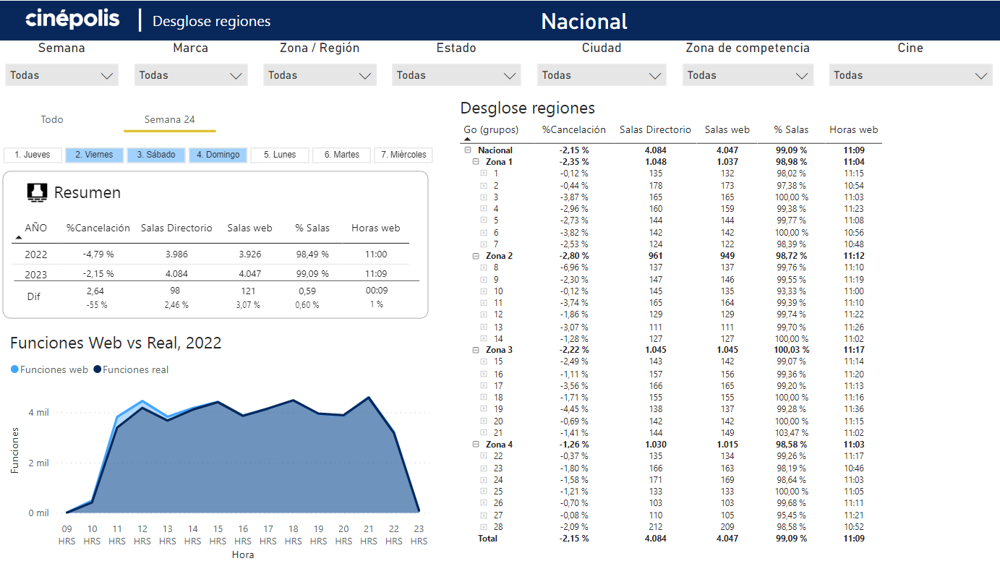 cinépolis | Desglose regiones Nacional
Semana Marca Zona / Región Estado Ciudad Zona de competencia Cine
Todas Todas Todas Todas Todas Todas Todas
Todo Semana 24
1. Jueves 2. Viernes 3. Sábado 4. Domingo 5. Lunes 6. Martes 7. Miércoles
Resumen
AÑO %Cancelación Salas Directorio Salas web % Salas Horas web
2022 -4,79 % 3.986 3.926 98,49 % 11:00
2023 -2,15 % 4.084 4.047 99,09 % 11:09
Dif 2,64 98 121 0,59 00:09
-55 % 2,46 % 3,07 % 0,60 % 1 %
Funciones Web vs Real, 2022
Funciones web Funciones real
Funciones
4 mil
2 mil
0 mil
09 10 11 12 13 14 15 16 17 18 19 20 21 22 23
HRS HRS HRS HRS HRS HRS HRS HRS HRS HRS HRS HRS HRS HRS HRS
Hora
Desglose regiones
Go (grupos) %Cancelación Salas Directorio Salas web % Salas Horas web
Nacional -2,15 % 4.084 4.047 99,09 % 11:09
Zona 1 -2,35 % 1.048 1.037 98,98 % 11:04
1 -0,12 % 135 132 98,02 % 11:15
2 -0,44 % 178 173 97,38 % 10:54
3 -3,87 % 165 165 100,00 % 11:03
4 -2,96 % 160 159 99,38 % 11:23
5 -2,73 % 144 144 99,77 % 11:08
6 -3,82 % 142 142 100,00 % 10:56
7 -2,53 % 124 122 98,39 % 10:48
Zona 2 -2,80 % 961 949 98,72 % 11:12
8 -6,96 % 137 137 99,76 % 11:10
9 -2,30 % 147 146 99,55 % 11:19
10 -0,12 % 145 135 93,33 % 11:00
11 -3,74 % 165 164 99,39 % 11:10
12 -1,86 % 129 129 99,74 % 11:22
13 -3,07 % 111 111 99,70 % 11:26
14 -1,28 % 127 127 100,00 % 11:02
Zona 3 -2,22 % 1.045 1.045 100,03 % 11:17
15 -2,49 % 143 142 99,07 % 11:14
16 -1,11 % 157 156 99,36 % 11:20
17 -3,56 % 166 165 99,20 % 11:13
18 -1,71 % 155 155 100,00 % 11:16
19 -4,45 % 138 137 99,28 % 11:36
20 -0,69 % 142 142 100,00 % 11:15
21 -1,41 % 144 149 103,47 % 11:02
Zona 4 -1,26 % 1.030 1.015 98,58 % 11:03
22 -0,37 % 135 134 99,26 % 11:17
23 -1,80 % 166 163 98,19 % 10:46
24 -1,58 % 171 169 98,64 % 11:03
25 -1,21 % 133 133 100,00 % 11:05
26 -0,70 % 103 103 99,68 % 11:11
27 -0,08 % 110 105 95,45 % 11:21
28 -2,09 % 212 209 98,58 % 10:52
Total -2,15 % 4.084 4.047 99,09 % 11:09